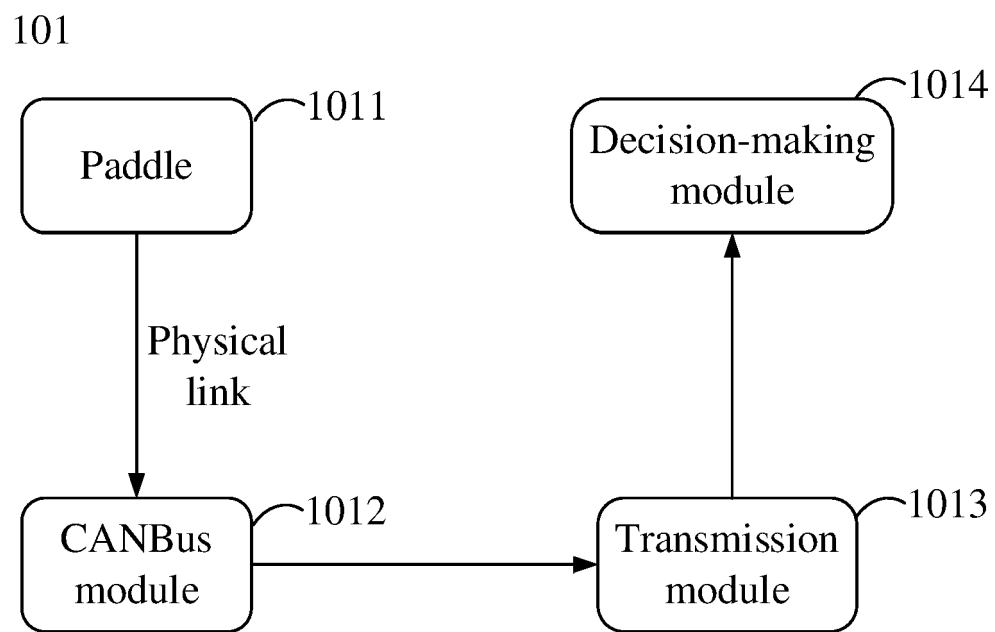 101
Paddle
1011
Decision-making
module
1014
Physical
link
CANBus
module
1012
Transmission
module
1013